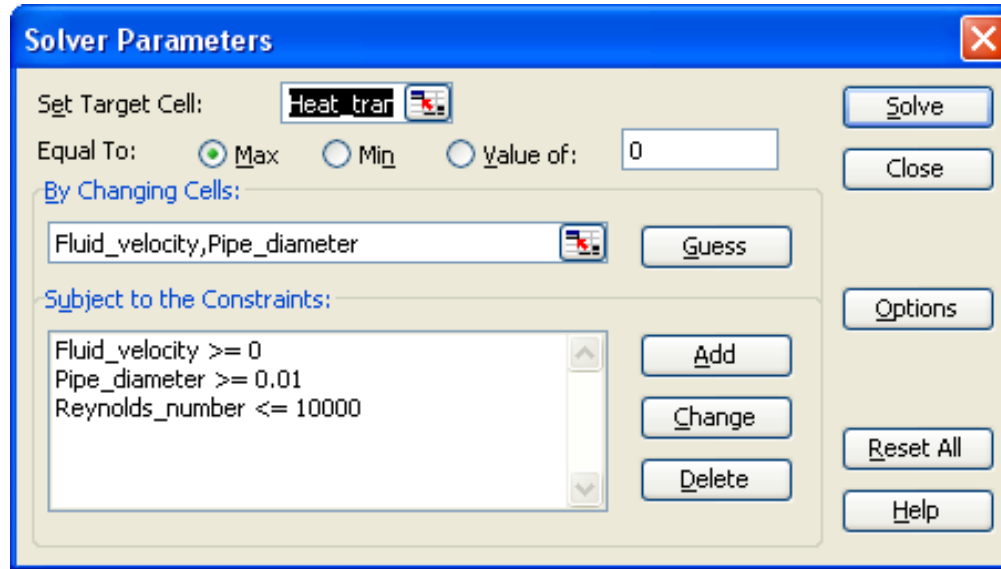 Solver Parameters
Set Target Cell: Heat_tran Solve
Equal To: Max Min Value of: 0
Close
By Changing Cells:
Fluid_velocity,Pipe_diameter Guess
Subject to the Constraints: Options
Fluid_velocity >= 0 Add
Pipe_diameter >= 0.01
Reynolds_number <= 10000 Change
Reset All
Delete
Help